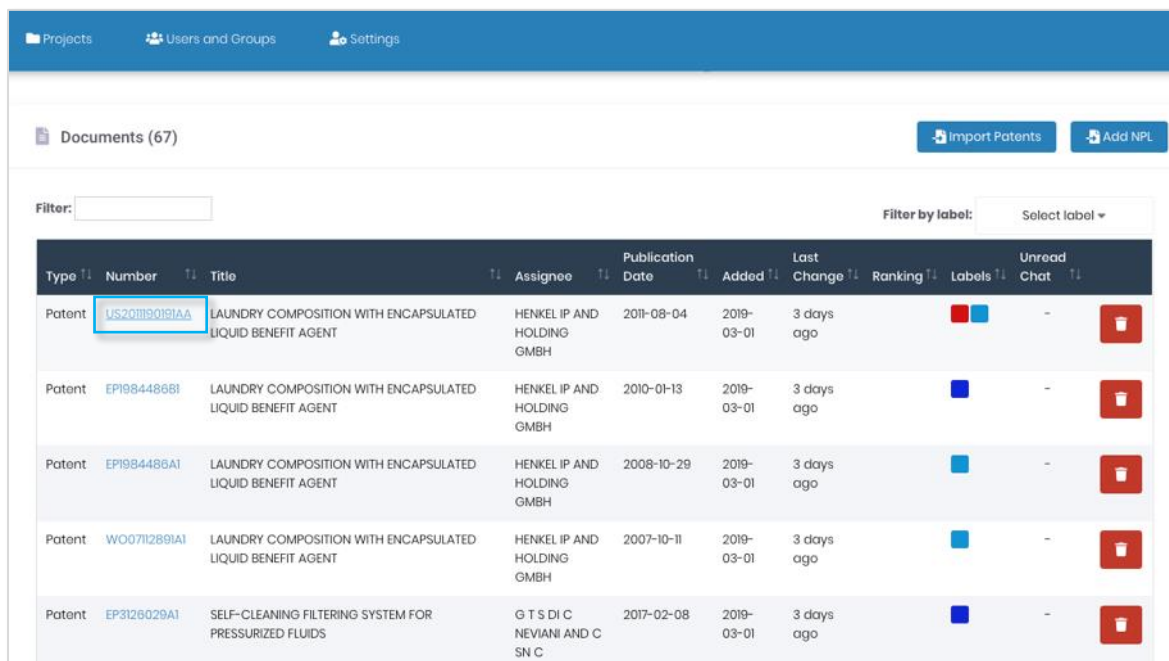 Projects Users and Groups Settings
Documents (67) Import Patents Add NPL
Filter: Filter by label: Select label
Type Number Title Assignee Publication Date Added Last Change Ranking Labels Unread Chat
Patent US2011190191AA LAUNDRY COMPOSITION WITH ENCAPSULATED HENKEL IP AND 2011-08-04 2019- 3 days -
LIQUID BENEFIT AGENT HOLDING 03-01 ago
GMBH
Patent EP1984486B1 LAUNDRY COMPOSITION WITH ENCAPSULATED HENKEL IP AND 2010-01-13 2019- 3 days -
LIQUID BENEFIT AGENT HOLDING 03-01 ago
GMBH
Patent EP1984486A1 LAUNDRY COMPOSITION WITH ENCAPSULATED HENKEL IP AND 2008-10-29 2019- 3 days -
LIQUID BENEFIT AGENT HOLDING 03-01 ago
GMBH
Patent WO07112891A1 LAUNDRY COMPOSITION WITH ENCAPSULATED HENKEL IP AND 2007-10-11 2019- 3 days -
LIQUID BENEFIT AGENT HOLDING 03-01 ago
GMBH
Patent EP3126029A1 SELF-CLEANING FILTERING SYSTEM FOR G T S DI C 2017-02-08 2019- 3 days -
PRESSURIZED FLUIDS NEVIANI AND C 03-01 ago
SN C